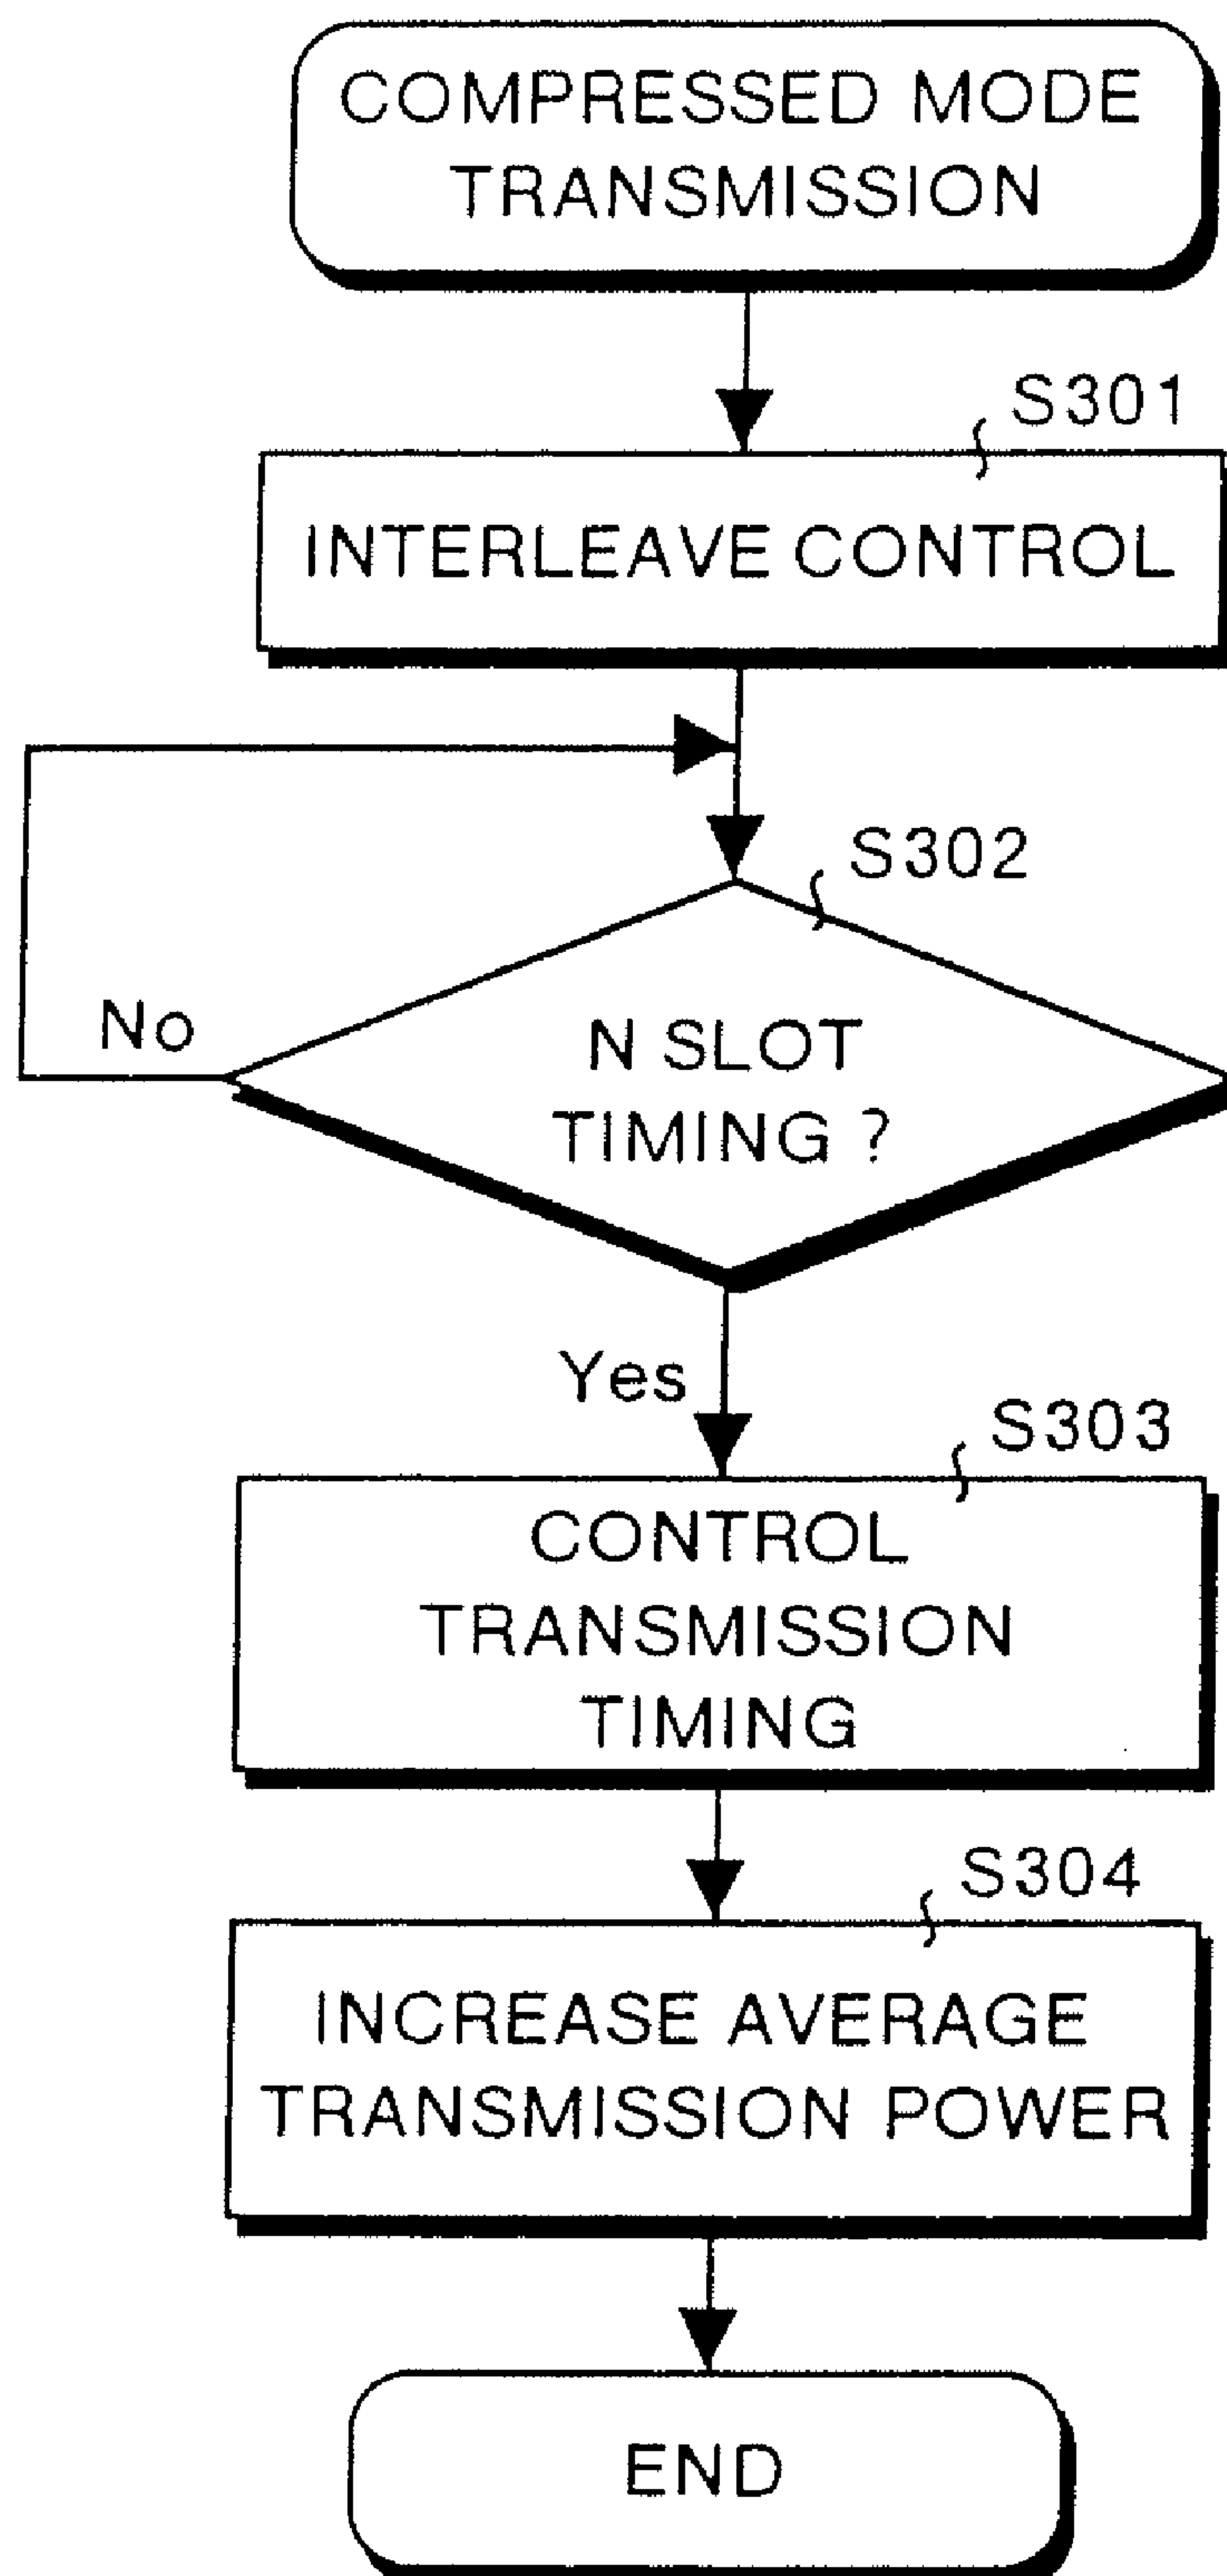 COMPRESSED MODE
TRANSMISSION
S301
INTERLEAVE CONTROL
S302
No
N SLOT
TIMING ?
Yes
S303
CONTROL
TRANSMISSION
TIMING
S304
INCREASE AVERAGE
TRANSMISSION POWER
END